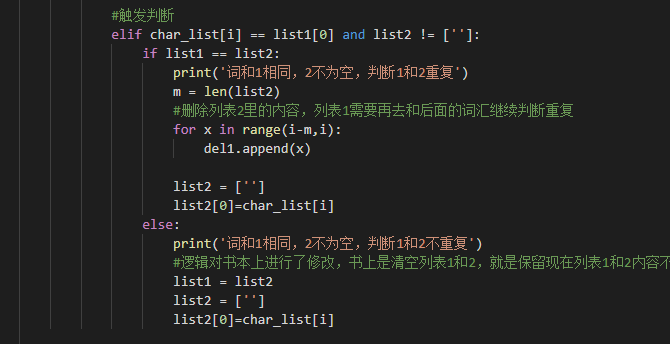 #触发判断
elif char_list[i] == list1[0] and list2 != ['']:
if list1 == list2:
print('词和1相同，2不为空，判断1和2重复')
m = len(list2)
#删除列表2里的内容，列表1需要再去和后面的词汇继续判断重复
for x in range(i-m,i):
del1.append(x)
list2 = ['']
list2[0]=char_list[i]
else:
print('词和1相同，2不为空，判断1和2不重复')
#逻辑对书本上进行了修改，书上是清空列表1和2，就是保留现在列表1和2内容不
list1 = list2
list2 = ['']
list2[0]=char_list[i]